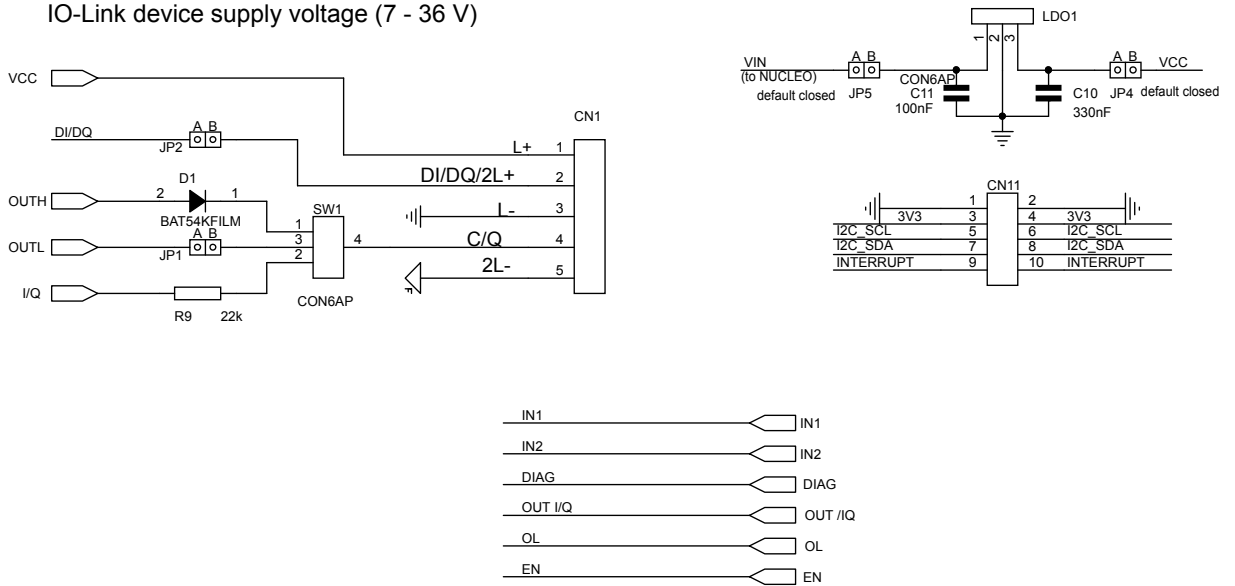 IO-Link device supply voltage (7 - 36 V)
VCC
DI/DQ
A B
JP2
OUTH
2
D1
1
BAT54KFILM
OUTL
A B
JP1
I/Q
R9 22k
SW1
1
3
2
4
CON6AP
CN1
L+ 1
DI/DQ/2L+ 2
L- 3
C/Q 4
2L- 5
LDO1
1 2 3
VIN
(to NUCLEO)
default closed
A B
JP5
CON6AP
C11
100nF
C10
330nF
A B
JP4
VCC
default closed
CN11
1 2
3V3 3 4 3V3
I2C_SCL 5 6 I2C_SCL
I2C_SDA 7 8 I2C_SDA
INTERRUPT 9 10 INTERRUPT
IN1 IN1
IN2 IN2
DIAG DIAG
OUT I/Q OUT /IQ
OL OL
EN EN